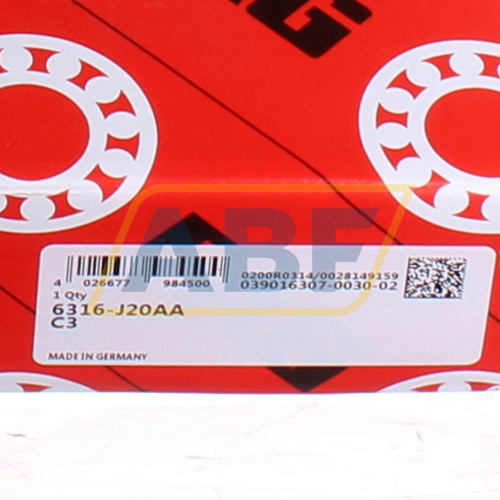 ABF
0200R0314/0028149159
039016307-0030-02
4 026677 984500
1 Qty
6316-J20AA
C3
MADE IN GERMANY